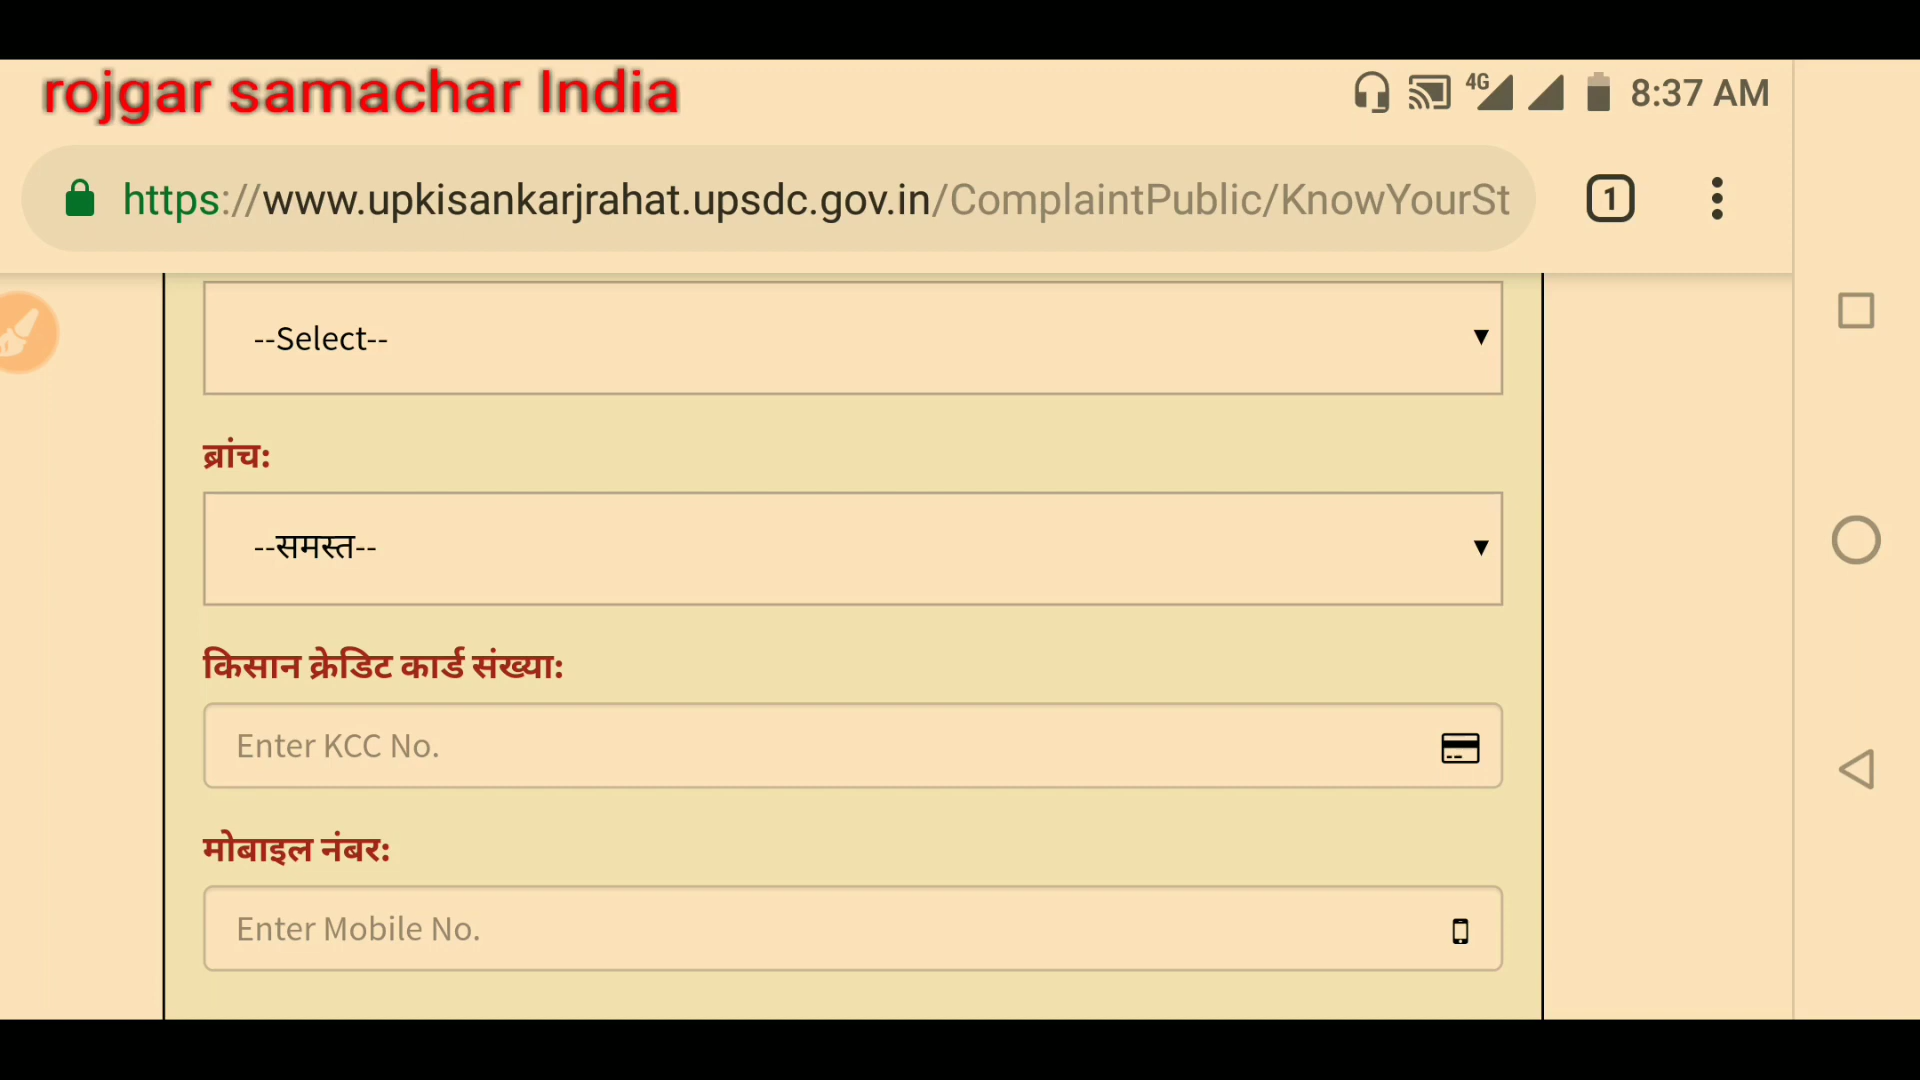 rojgar samachar India
4G 8:37 AM
https://www.upkisankarjrahat.upsdc.gov.in/ComplaintPublic/KnowYourSt
1
--Select--
ब्रांच:
--समस्त--
किसान क्रेडिट कार्ड संख्या:
Enter KCC No.
मोबाइल नंबर:
Enter Mobile No.